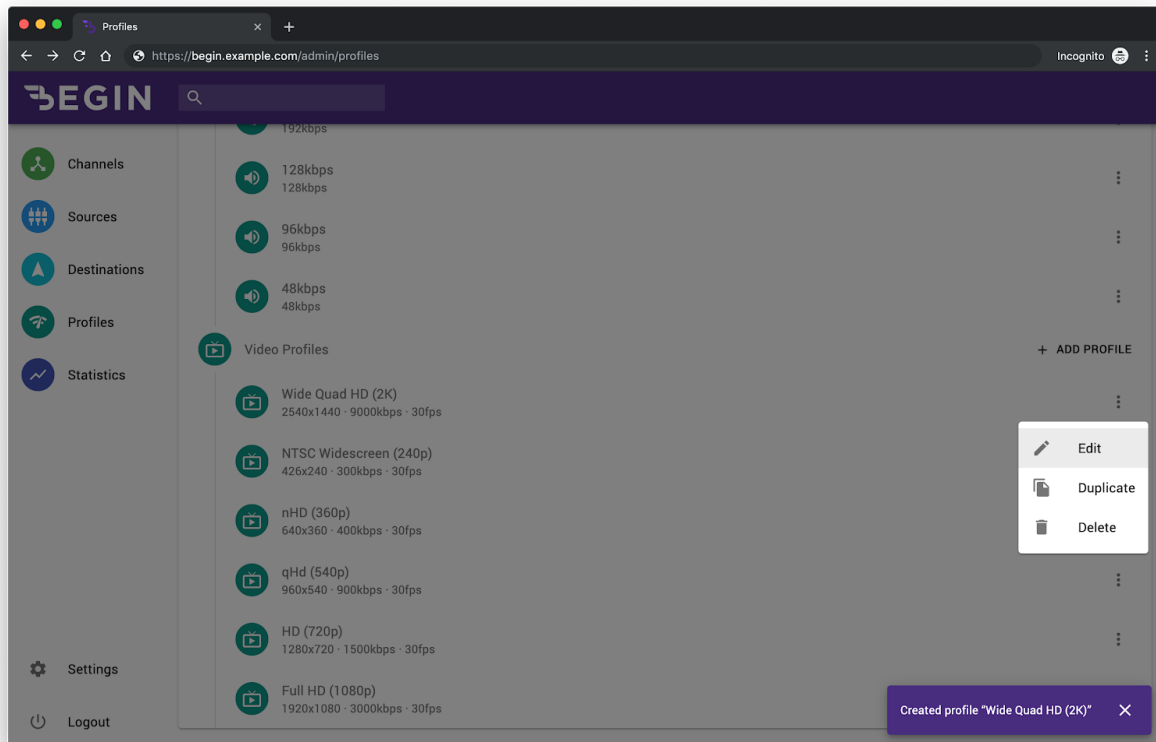 Profiles
https://begin.example.com/admin/profiles
Incognito
BEGIN
Channels
Sources
Destinations
Profiles
Statistics
Settings
Logout
192kbps
128kbps
128kbps
96kbps
96kbps
48kbps
48kbps
Video Profiles
+ ADD PROFILE
Wide Quad HD (2K)
2540x1440 · 9000kbps · 30fps
NTSC Widescreen (240p)
426x240 · 300kbps · 30fps
nHD (360p)
640x360 · 400kbps · 30fps
qHd (540p)
960x540 · 900kbps · 30fps
HD (720p)
1280x720 · 1500kbps · 30fps
Full HD (1080p)
1920x1080 · 3000kbps · 30fps
Edit
Duplicate
Delete
Created profile “Wide Quad HD (2K)”